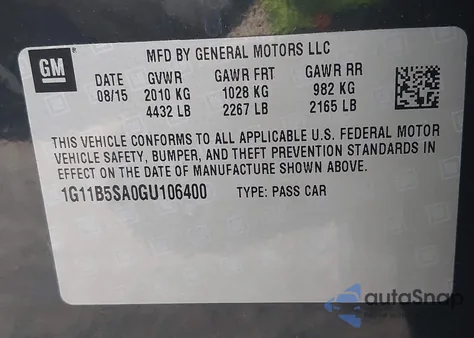 GM
MFD BY GENERAL MOTORS LLC
DATE GVWR GAWR FRT GAWR RR
08/15 2010 KG 1028 KG 982 KG
4432 LB 2267 LB 2165 LB
THIS VEHICLE CONFORMS TO ALL APPLICABLE U.S. FEDERAL MOTOR
VEHICLE SAFETY, BUMPER, AND THEFT PREVENTION STANDARDS IN
EFFECT ON THE DATE OF MANUFACTURE SHOWN ABOVE.
1G11B5SA0GU106400 TYPE: PASS CAR
autoSnap